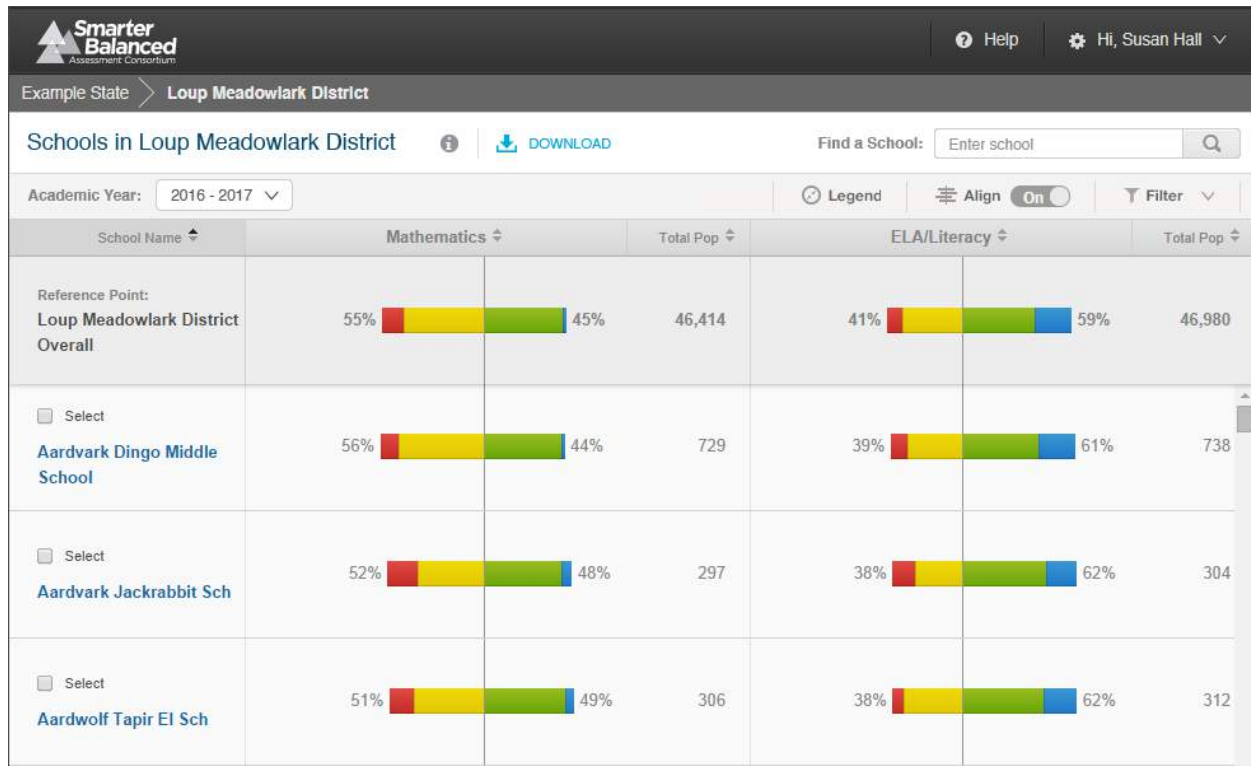 Smarter
Balanced
Assessment Consortium
Help
Hi, Susan Hall
Example State
Loup Meadowlark District
Schools in Loup Meadowlark District
DOWNLOAD
Find a School:
Enter school
Academic Year:
2016 - 2017
Legend
Align
On
Filter
School Name
Mathematics
Total Pop
ELA/Literacy
Total Pop
Reference Point:
Loup Meadowlark District
Overall
55%
45%
46,414
41%
59%
46,980
Select
Aardvark Dingo Middle
School
56%
44%
729
39%
61%
738
Select
Aardvark Jackrabbit Sch
52%
48%
297
38%
62%
304
Select
Aardwolf Tapir El Sch
51%
49%
306
38%
62%
312